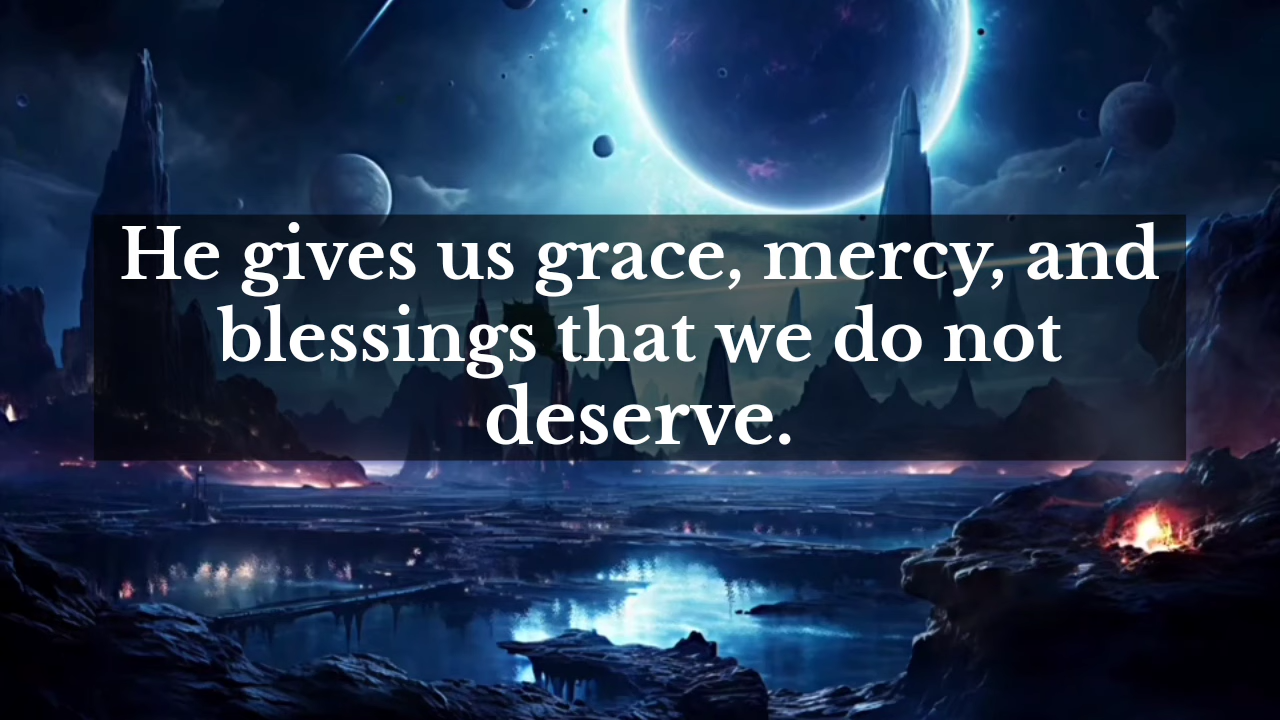 He gives us grace, mercy, and
blessings that we do not
deserve.